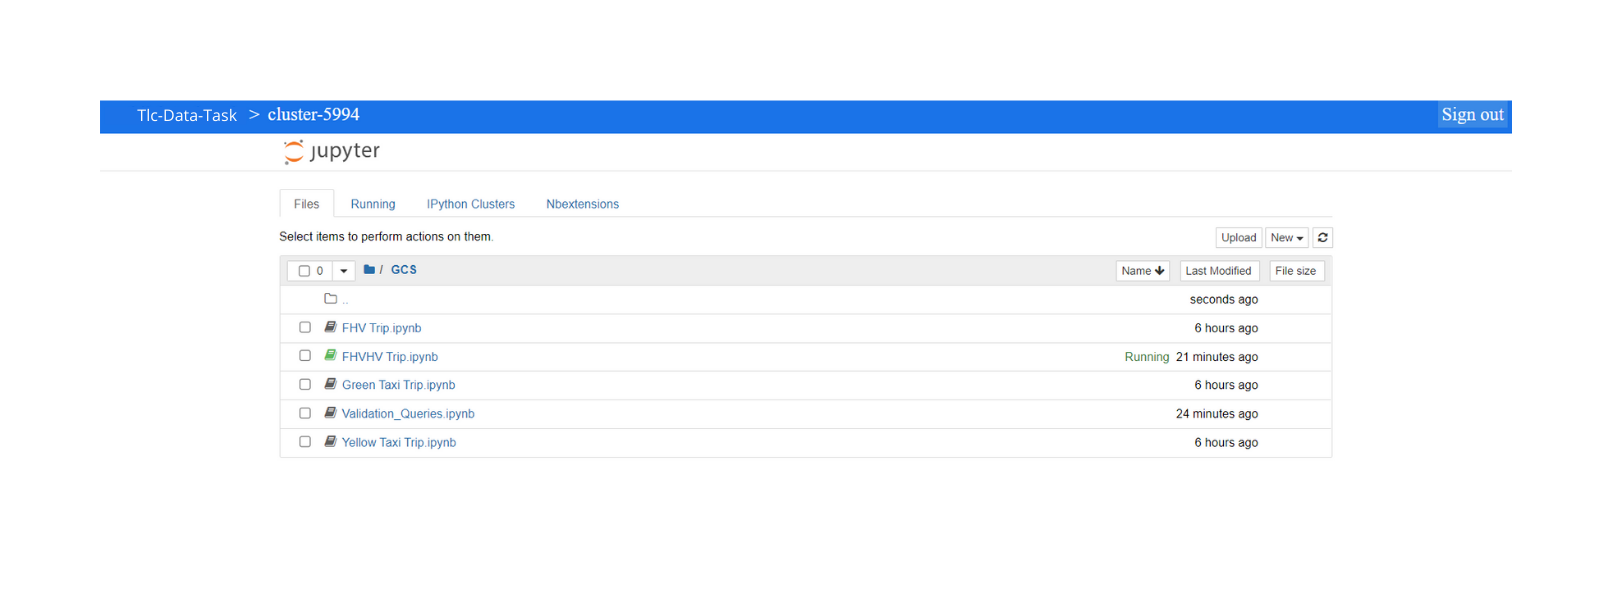 Tlc-Data-Task > cluster-5994 Sign out
jupyter
Files Running IPython Clusters Nbextensions
Select items to perform actions on them. Upload New
0 / GCS Name Last Modified File size
.. seconds ago
FHV Trip.ipynb 6 hours ago
FHVHV Trip.ipynb Running 21 minutes ago
Green Taxi Trip.ipynb 6 hours ago
Validation_Queries.ipynb 24 minutes ago
Yellow Taxi Trip.ipynb 6 hours ago